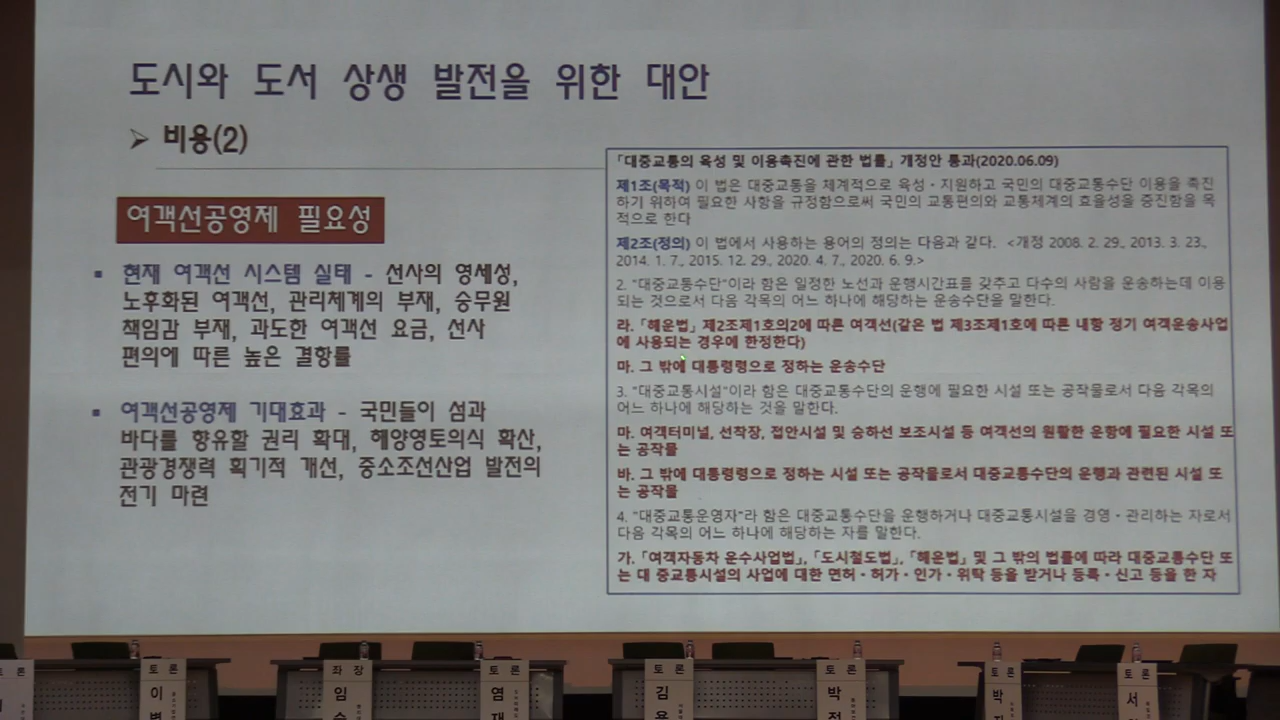 도시와 도서 상생 발전을 위한 대안
➢ 비용(2)
여객선공영제 필요성
▪ 현재 여객선 시스템 실태 - 선사의 영세성,
노후화된 여객선, 관리체계의 부재, 승무원
책임감 부재, 과도한 여객선 요금, 선사
편의에 따른 높은 결항률
▪ 여객선공영제 기대효과 - 국민들이 섬과
바다를 향유할 권리 확대, 해양영토의식 확산,
관광경쟁력 획기적 개선, 중소조선산업 발전의
전기 마련
「대중교통의 육성 및 이용촉진에 관한 법률」 개정안 통과(2020.06.09)
제1조(목적) 이 법은 대중교통을 체계적으로 육성·지원하고 국민의 대중교통수단 이용을 촉진
하기 위하여 필요한 사항을 규정함으로써 국민의 교통편의와 교통체계의 효율성을 증진함을 목
적으로 한다
제2조(정의) 이 법에서 사용하는 용어의 정의는 다음과 같다. <개정 2008. 2. 29., 2013. 3. 23.,
2014. 1. 7., 2015. 12. 29., 2020. 4. 7., 2020. 6. 9.>
2. "대중교통수단"이라 함은 일정한 노선과 운행시간표를 갖추고 다수의 사람을 운송하는데 이용
되는 것으로서 다음 각목의 어느 하나에 해당하는 운송수단을 말한다.
라. 「해운법」 제2조제1호의2에 따른 여객선(같은 법 제3조제1호에 따른 내항 정기 여객운송사업
에 사용되는 경우에 한정한다)
마. 그 밖에 대통령령으로 정하는 운송수단
3. "대중교통시설"이라 함은 대중교통수단의 운행에 필요한 시설 또는 공작물로서 다음 각목의
어느 하나에 해당하는 것을 말한다.
마. 여객터미널, 선착장, 접안시설 및 승하선 보조시설 등 여객선의 원활한 운항에 필요한 시설 또
는 공작물
바. 그 밖에 대통령령으로 정하는 시설 또는 공작물로서 대중교통수단의 운행과 관련된 시설 또
는 공작물
4. "대중교통운영자"라 함은 대중교통수단을 운행하거나 대중교통시설을 경영·관리하는 자로서
다음 각목의 어느 하나에 해당하는 자를 말한다.
가. 「여객자동차 운수사업법」, 「도시철도법」, 「해운법」 및 그 밖의 법률에 따라 대중교통수단 또
는 대 중교통시설의 사업에 대한 면허·허가·인가·위탁 등을 받거나 등록·신고 등을 한 자
토론
토론
이
좌장
임
토론
염
토론
김
토론
박
토론
박
토론
서